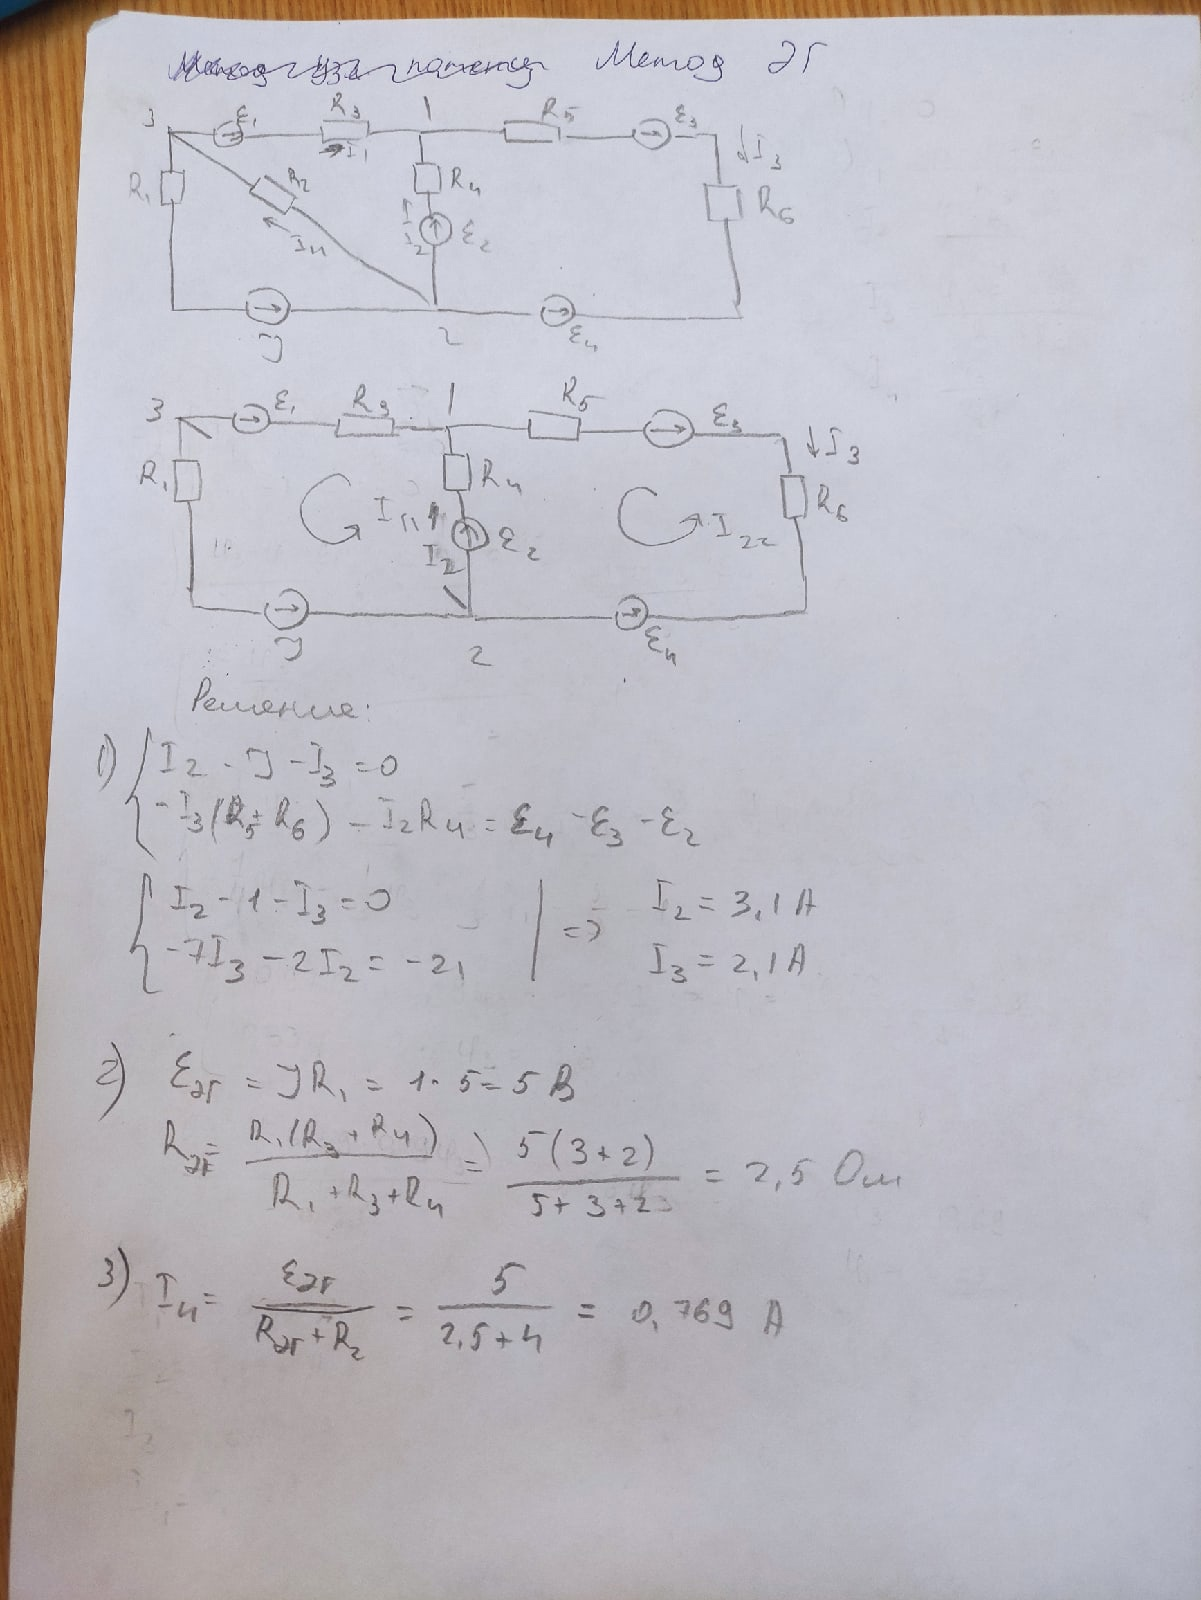 Метод ЭГ
3 ℰ₁ R₃ 1 R₅ ℰ₃
I₁ ↓I₃
R₁ R₂ R₄ R₆
I₄ I₂ ℰ₂
J 2 ℰ₄
3 ℰ₁ R₃ 1 R₅ ℰ₃
↓I₃
R₁ R₄ R₆
I₁₁ I₂ ℰ₂ I₂₂
J 2 ℰ₄
Решение:
1) { I₂ - J - I₃ = 0
-I₃(R₅ + R₆) - I₂R₄ = ℰ₄ - ℰ₃ - ℰ₂
{ I₂ - 1 - I₃ = 0 | => I₂ = 3,1 А
-7I₃ - 2I₂ = -21 I₃ = 2,1 А
2) ℰэг = JR₁ = 1·5 = 5 В
Rэг = R₁(R₃ + R₄) / R₁ + R₃ + R₄ = 5(3+2) / 5+3+2 = 2,5 Ом
3) I₄ = ℰэг / Rэг + R₂ = 5 / 2,5+4 = 0,769 А